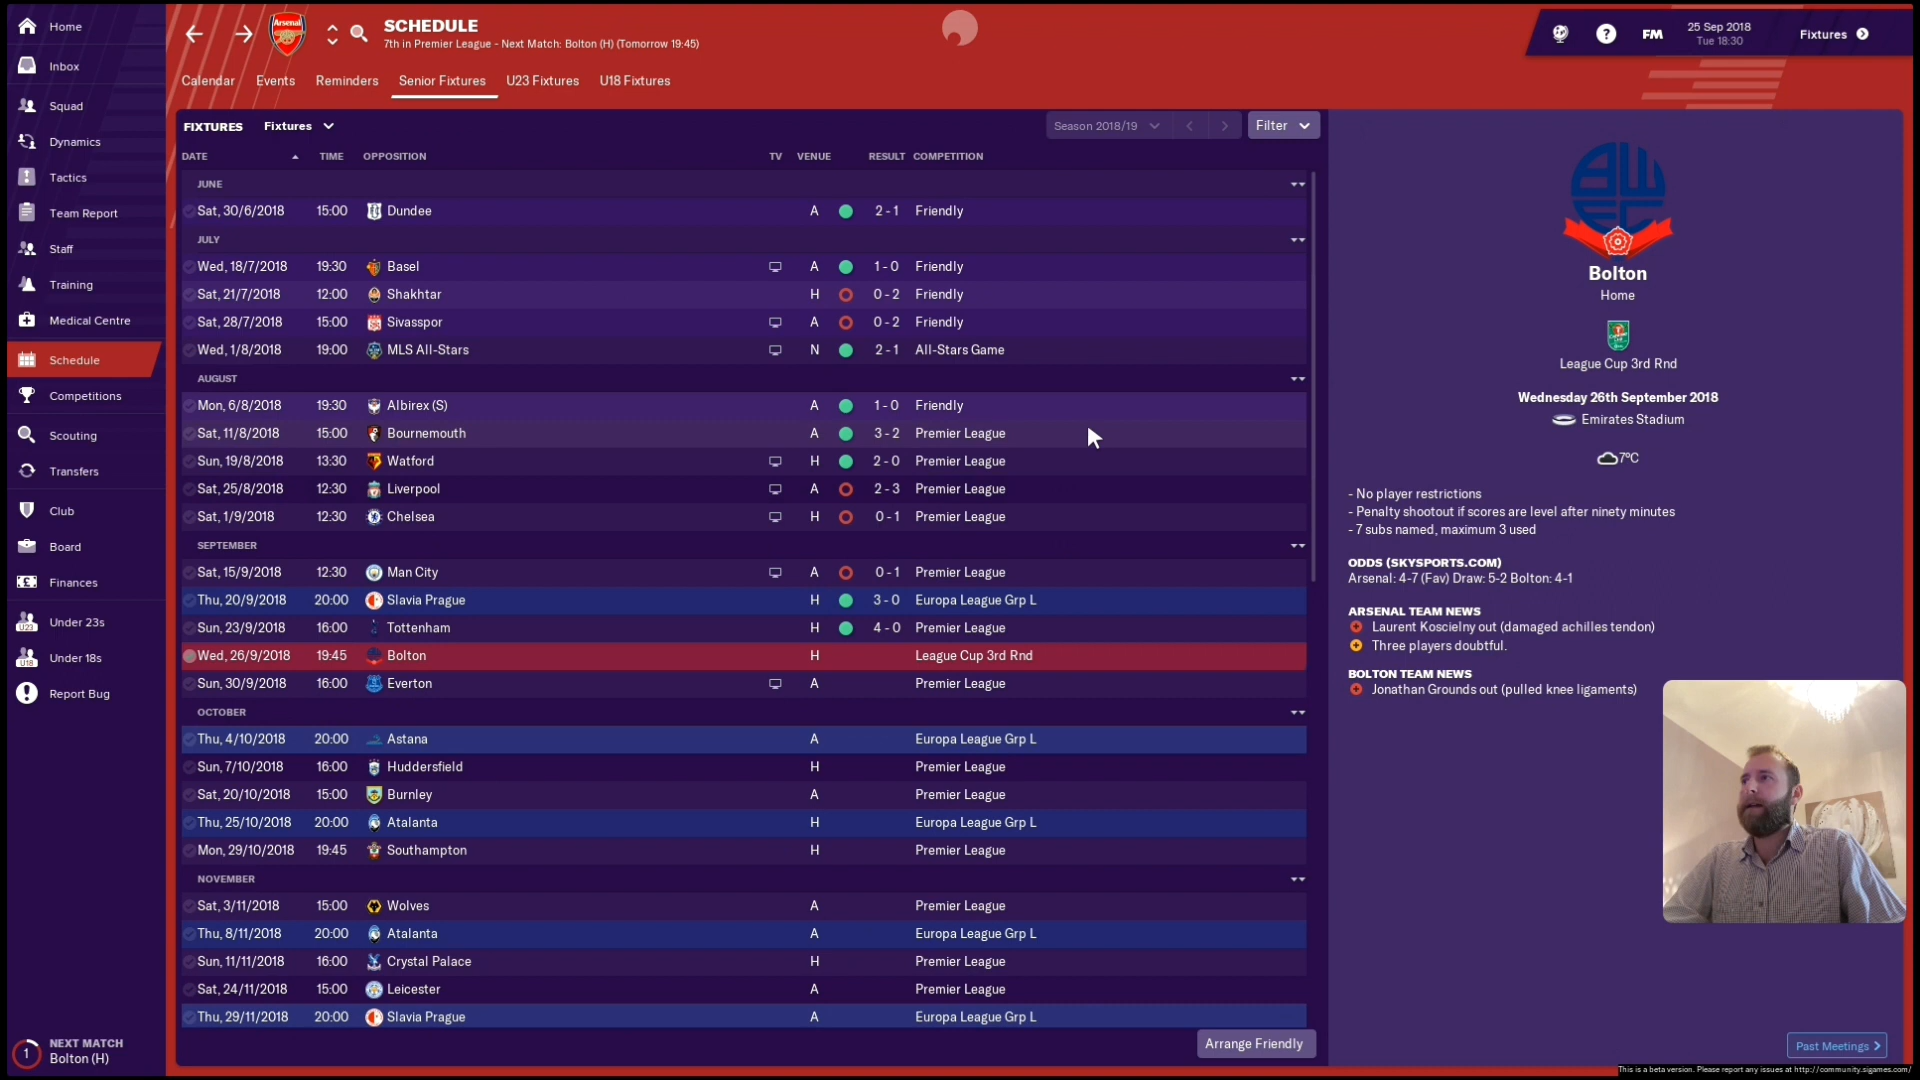 Home
Inbox
Squad
Dynamics
Tactics
Team Report
Staff
Training
Medical Centre
Schedule
Competitions
Scouting
Transfers
Club
Board
Finances
U23 Under 23s
U18 Under 18s
Report Bug
1 NEXT MATCH
Bolton (H)
Arsenal
SCHEDULE
7th in Premier League - Next Match: Bolton (H) (Tomorrow 19:45)
Calendar Events Reminders Senior Fixtures U23 Fixtures U18 Fixtures
? FM 25 Sep 2018
Tue 18:30
Fixtures
FIXTURES Fixtures Season 2018/19 Filter
DATE TIME OPPOSITION TV VENUE RESULT COMPETITION
JUNE
Sat, 30/6/2018 15:00 Dundee A 2 - 1 Friendly
JULY
Wed, 18/7/2018 19:30 Basel A 1 - 0 Friendly
Sat, 21/7/2018 12:00 Shakhtar H 0 - 2 Friendly
Sat, 28/7/2018 15:00 Sivasspor A 0 - 2 Friendly
Wed, 1/8/2018 19:00 MLS All-Stars N 2 - 1 All-Stars Game
AUGUST
Mon, 6/8/2018 19:30 Albirex (S) A 1 - 0 Friendly
Sat, 11/8/2018 15:00 Bournemouth A 3 - 2 Premier League
Sun, 19/8/2018 13:30 Watford H 2 - 0 Premier League
Sat, 25/8/2018 12:30 Liverpool A 2 - 3 Premier League
Sat, 1/9/2018 12:30 Chelsea H 0 - 1 Premier League
SEPTEMBER
Sat, 15/9/2018 12:30 Man City A 0 - 1 Premier League
Thu, 20/9/2018 20:00 Slavia Prague H 3 - 0 Europa League Grp L
Sun, 23/9/2018 16:00 Tottenham H 4 - 0 Premier League
Wed, 26/9/2018 19:45 Bolton H League Cup 3rd Rnd
Sun, 30/9/2018 16:00 Everton A Premier League
OCTOBER
Thu, 4/10/2018 20:00 Astana A Europa League Grp L
Sun, 7/10/2018 16:00 Huddersfield H Premier League
Sat, 20/10/2018 15:00 Burnley A Premier League
Thu, 25/10/2018 20:00 Atalanta H Europa League Grp L
Mon, 29/10/2018 19:45 Southampton H Premier League
NOVEMBER
Sat, 3/11/2018 15:00 Wolves A Premier League
Thu, 8/11/2018 20:00 Atalanta A Europa League Grp L
Sun, 11/11/2018 16:00 Crystal Palace H Premier League
Sat, 24/11/2018 15:00 Leicester A Premier League
Thu, 29/11/2018 20:00 Slavia Prague A Europa League Grp L
Arrange Friendly
Bolton
Home
League Cup 3rd Rnd
Wednesday 26th September 2018
Emirates Stadium
7ºC
- No player restrictions
- Penalty shootout if scores are level after ninety minutes
- 7 subs named, maximum 3 used
ODDS (SKYSPORTS.COM)
Arsenal: 4-7 (Fav) Draw: 5-2 Bolton: 4-1
ARSENAL TEAM NEWS
Laurent Koscielny out (damaged achilles tendon)
Three players doubtful.
BOLTON TEAM NEWS
Jonathan Grounds out (pulled knee ligaments)
Past Meetings
This is a beta version. Please report any issues at http://community.sigames.com/